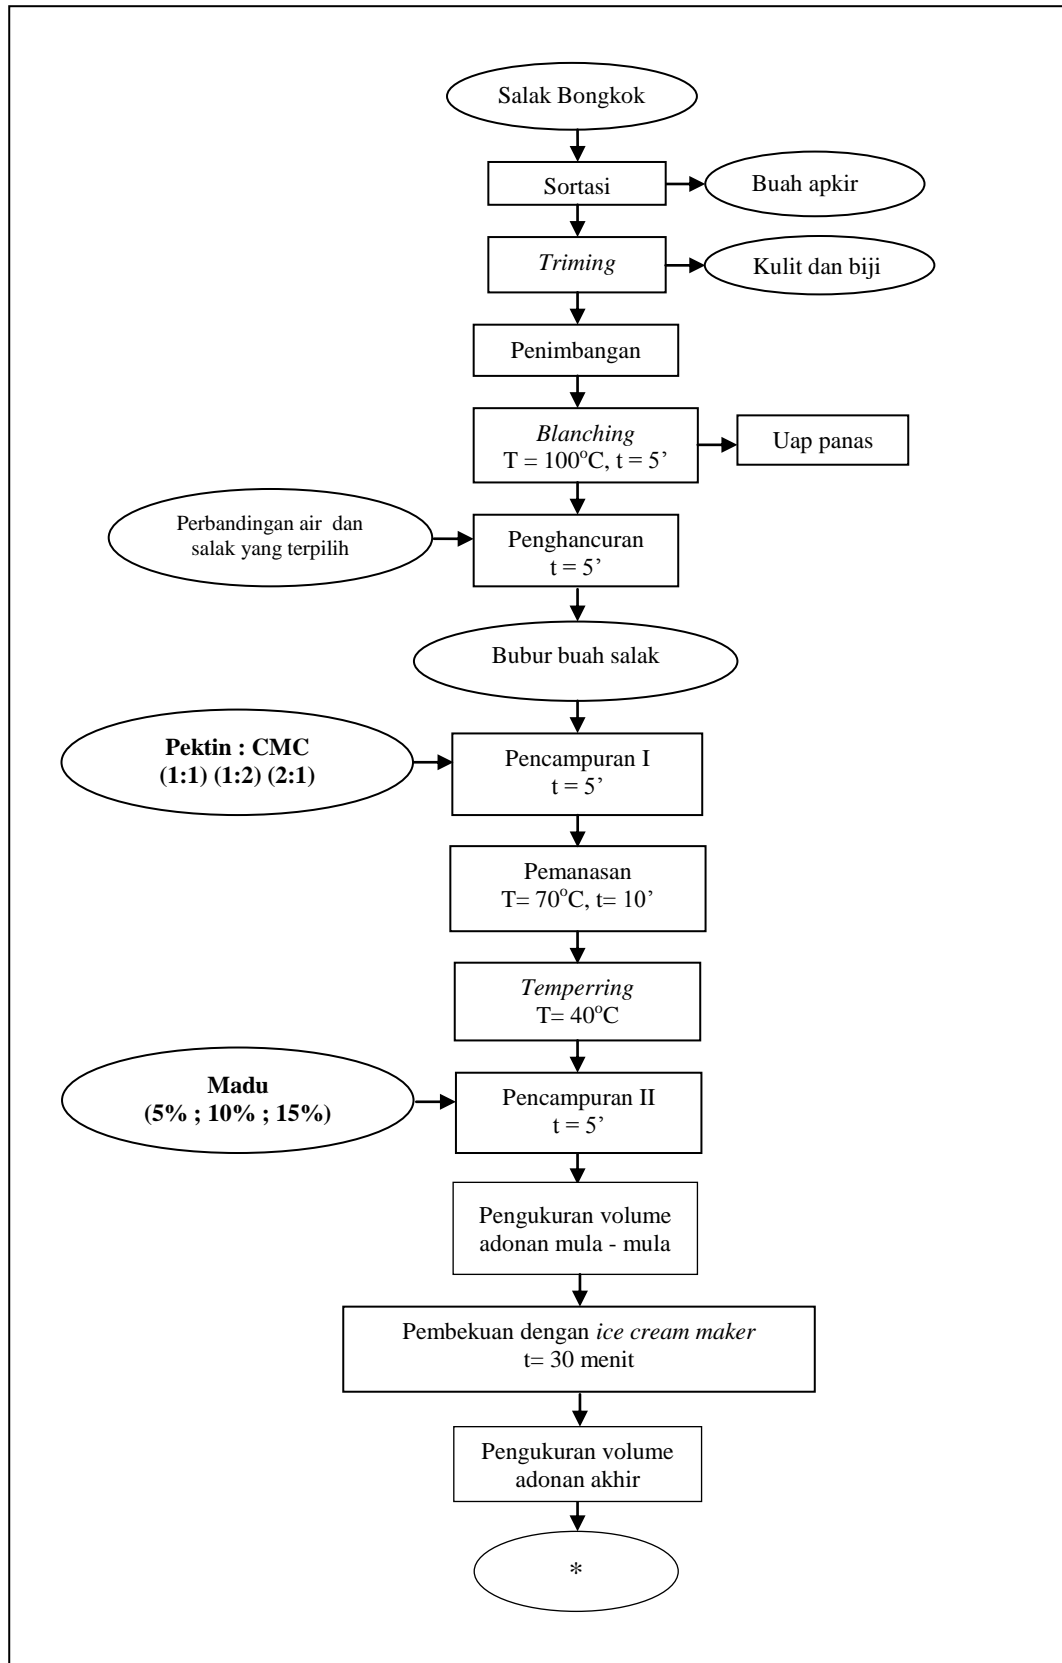 Salak Bongkok
Sortasi
Buah apkir
Triming
Kulit dan biji
Penimbangan
Blanching
T = 100°C, t = 5’
Uap panas
Perbandingan air dan
salak yang terpilih
Penghancuran
t = 5’
Bubur buah salak
Pektin : CMC
(1:1) (1:2) (2:1)
Pencampuran I
t = 5’
Pemanasan
T= 70°C, t= 10’
Temperring
T= 40°C
Madu
(5% ; 10% ; 15%)
Pencampuran II
t = 5’
Pengukuran volume
adonan mula - mula
Pembekuan dengan ice cream maker
t= 30 menit
Pengukuran volume
adonan akhir
*